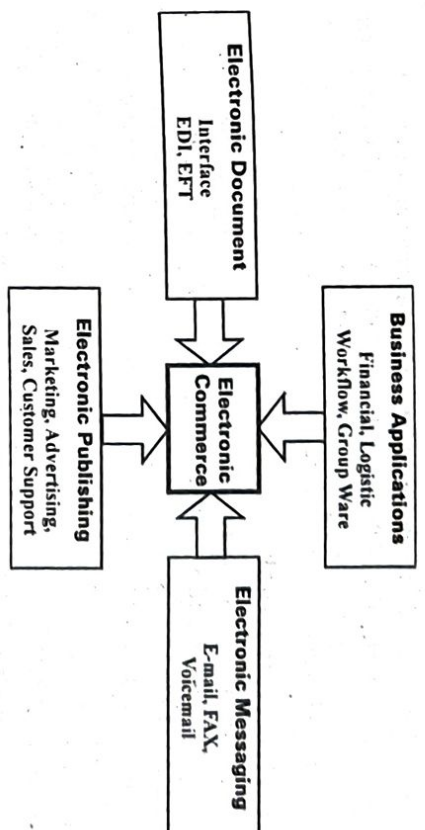 Business Applications
Financial, Logistic
Workflow, Group Ware
Electronic Document
Interface
EDI, EFT
Electronic
Commerce
Electronic Messaging
E-mail, FAX,
Voicemail
Electronic Publishing
Marketing, Advertising,
Sales, Customer Support